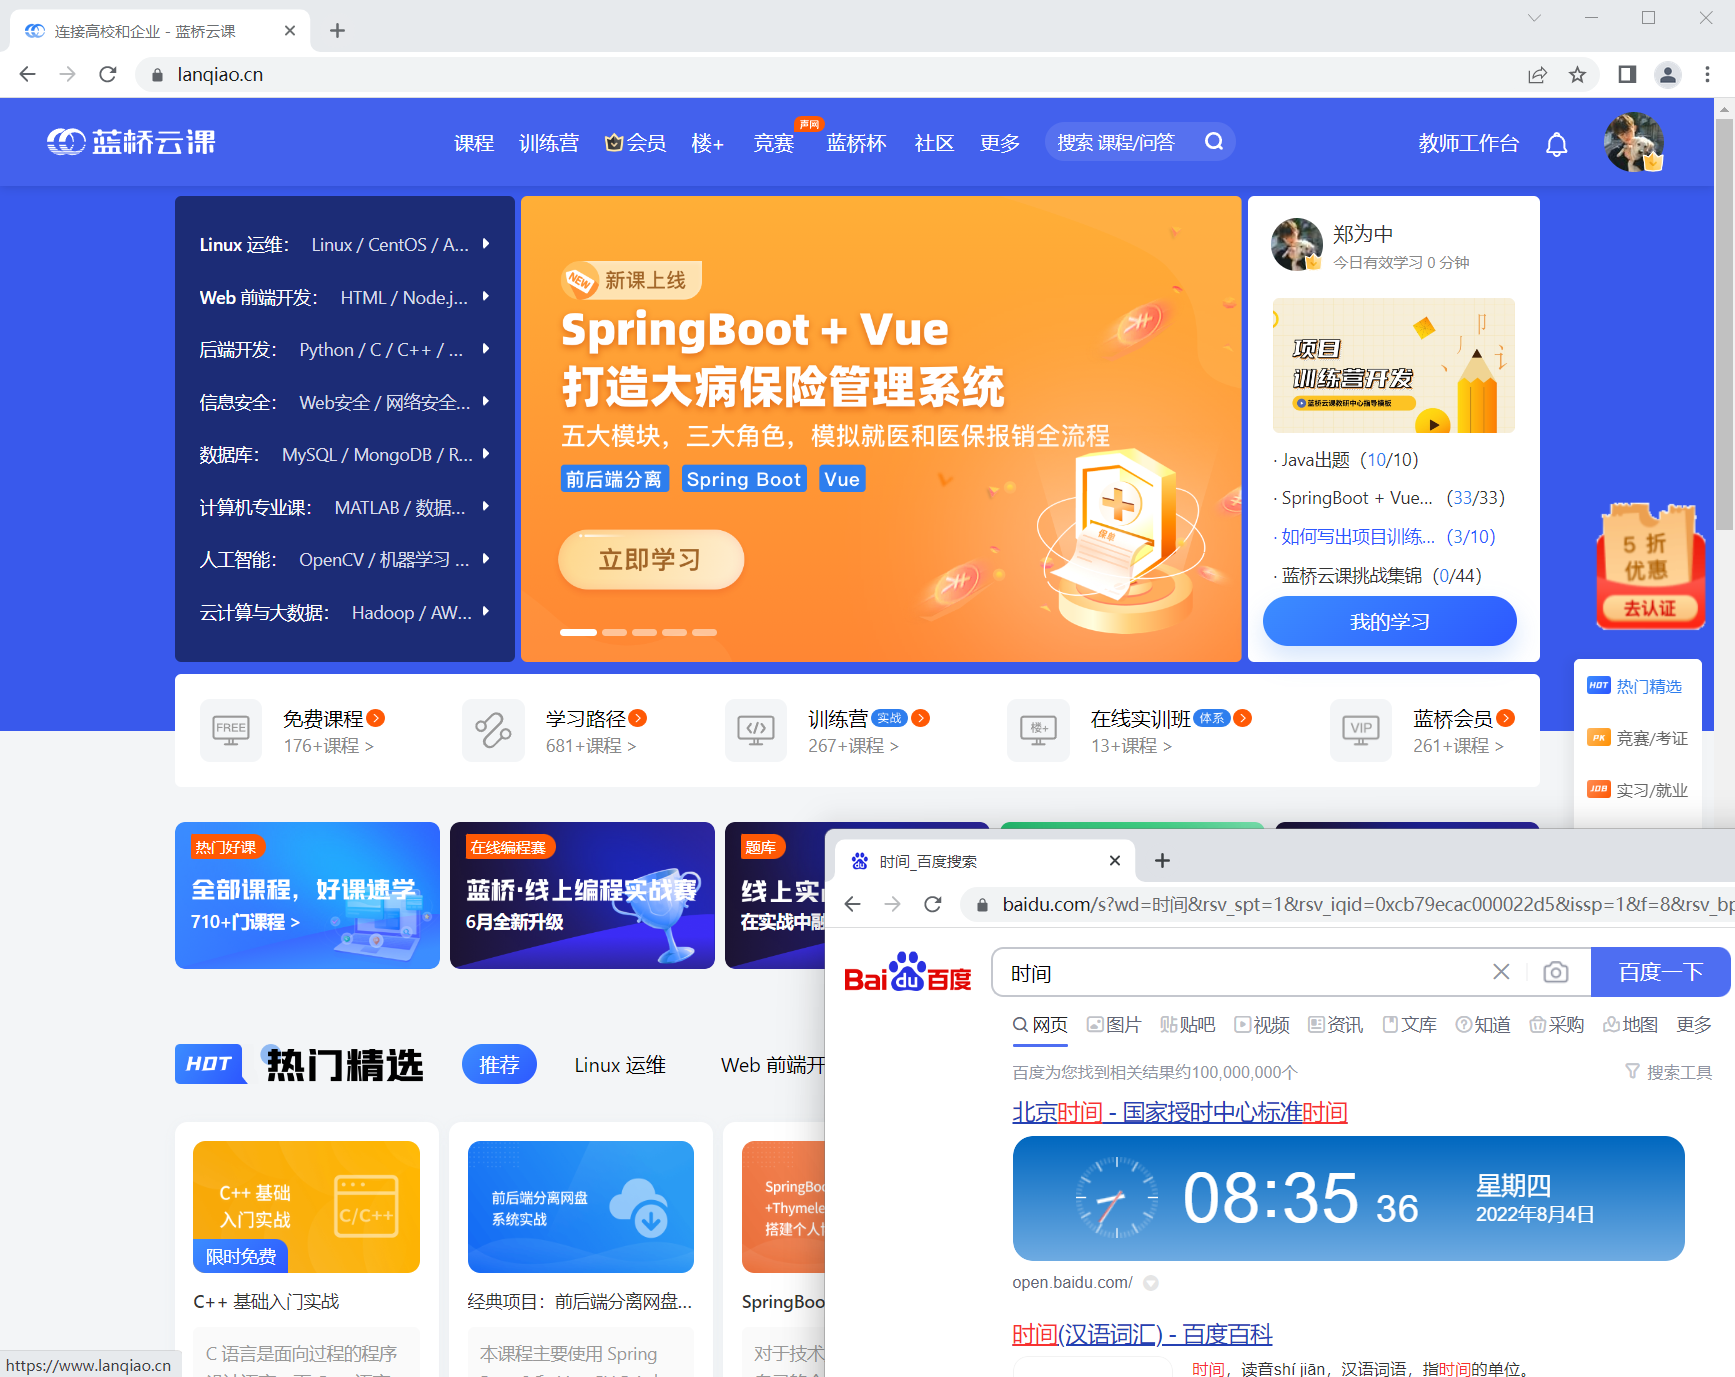 连接高校和企业 - 蓝桥云课
lanqiao.cn
蓝桥云课
课程 训练营 会员 楼+ 竞赛 声网 蓝桥杯 社区 更多 搜索 课程/问答 教师工作台
Linux 运维： Linux / CentOS / A...
Web 前端开发： HTML / Node.j...
后端开发： Python / C / C++ / ...
信息安全： Web安全 / 网络安全...
数据库： MySQL / MongoDB / R...
计算机专业课： MATLAB / 数据...
人工智能： OpenCV / 机器学习 ...
云计算与大数据： Hadoop / AW...
NEW 新课上线
SpringBoot + Vue
打造大病保险管理系统
五大模块，三大角色，模拟就医和医保报销全流程
前后端分离 Spring Boot Vue
立即学习
保单
郑为中
今日有效学习 0 分钟
项目
训练营开发
蓝桥云课教研中心指导模板
· Java出题（10/10）
· SpringBoot + Vue...（33/33）
· 如何写出项目训练...（3/10）
· 蓝桥云课挑战集锦（0/44）
我的学习
5 折
优惠
去认证
HOT 热门精选
PK 竞赛/考证
JOB 实习/就业
FREE 免费课程
176+课程 >
学习路径
681+课程 >
训练营 实战
267+课程 >
楼+ 在线实训班 体系
13+课程 >
VIP 蓝桥会员
261+课程 >
热门好课
全部课程，好课速学
710+门课程 >
在线编程赛
蓝桥·线上编程实战赛
6月全新升级
题库
线上实
在实战中融
HOT 热门精选 推荐 Linux 运维 Web 前端开
C++ 基础
入门实战
C/C++
限时免费
C++ 基础入门实战
C 语言是面向过程的程序
前后端分离网盘
系统实战
经典项目：前后端分离网盘...
本课程主要使用 Spring
SpringBoo
+Thymele
搭建个人
SpringBoo
对于技术
https://www.lanqiao.cn
时间_百度搜索
baidu.com/s?wd=时间&rsv_spt=1&rsv_iqid=0xcb79ecac000022d5&issp=1&f=8&rsv_bp
Bai du 百度 时间 百度一下
网页 图片 贴吧 视频 资讯 文库 知道 采购 地图 更多
百度为您找到相关结果约100,000,000个 搜索工具
北京时间 - 国家授时中心标准时间
08:35 36
星期四
2022年8月4日
open.baidu.com/
时间(汉语词汇) - 百度百科
时间，读音shí jiān，汉语词语，指时间的单位。